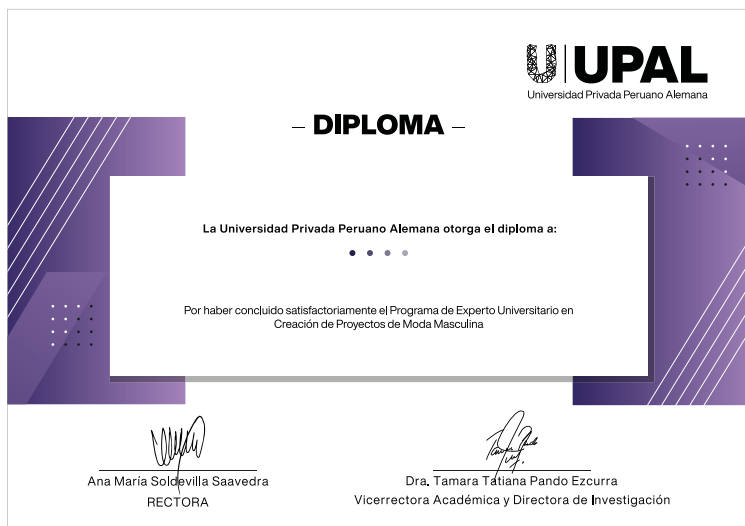 UPAL
Universidad Privada Peruano Alemana
– DIPLOMA –
La Universidad Privada Peruano Alemana otorga el diploma a:
Por haber concluido satisfactoriamente el Programa de Experto Universitario en
Creación de Proyectos de Moda Masculina
Ana María Soldevilla Saavedra
RECTORA
Dra. Tamara Tatiana Pando Ezcurra
Vicerrectora Académica y Directora de Investigación